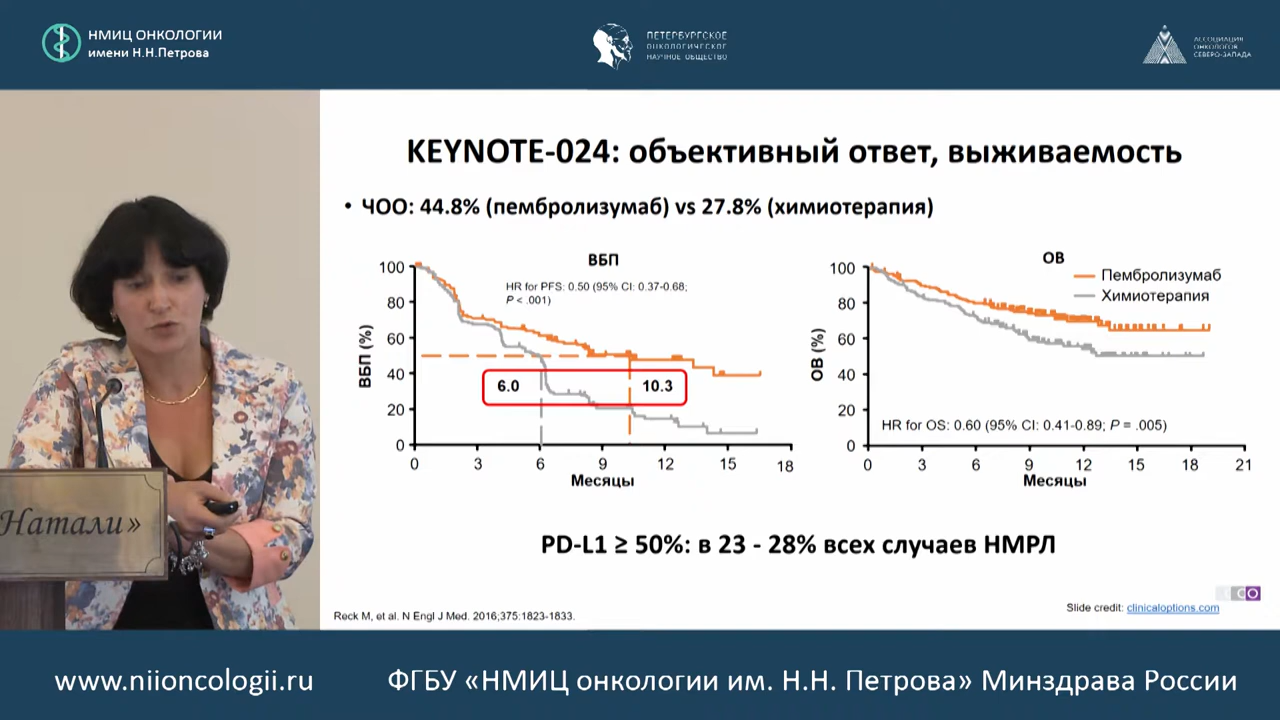 НМИЦ ОНКОЛОГИИ
имени Н.Н.Петрова
ПЕТЕРБУРГСКОЕ
ОНКОЛОГИЧЕСКОЕ
НАУЧНОЕ ОБЩЕСТВО
АССОЦИАЦИЯ
ОНКОЛОГОВ
СЕВЕРО-ЗАПАДА
KEYNOTE-024: объективный ответ, выживаемость
• ЧОО: 44.8% (пембролизумаб) vs 27.8% (химиотерапия)
ВБП
HR for PFS: 0.50 (95% CI: 0.37-0.68;
P < .001)
ВБП (%)
100
80
60
40
20
0
6.0
10.3
0 3 6 9 12 15 18
Месяцы
ОВ
Пембролизумаб
Химиотерапия
ОВ (%)
100
80
60
40
20
0
HR for OS: 0.60 (95% CI: 0.41-0.89; P = .005)
0 3 6 9 12 15 18 21
Месяцы
PD-L1 ≥ 50%: в 23 - 28% всех случаев НМРЛ
Reck M, et al. N Engl J Med. 2016;375:1823-1833.
Slide credit: clinicaloptions.com
CO
Натали»
www.niioncologii.ru
ФГБУ «НМИЦ онкологии им. Н.Н. Петрова» Минздрава России